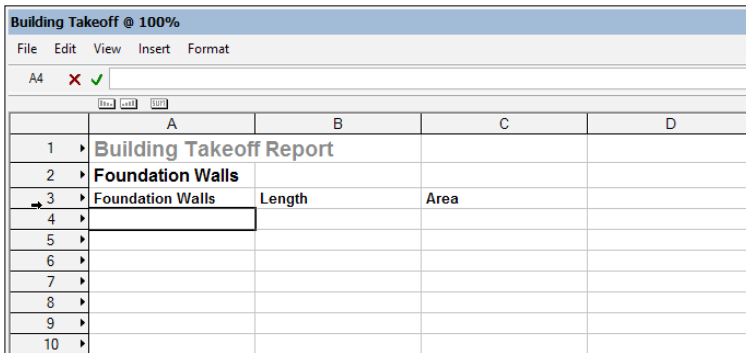 Building Takeoff @ 100%
File Edit View Insert Format
A4
SUM
A B C D
1 Building Takeoff Report
2 Foundation Walls
3 Foundation Walls Length Area
4
5
6
7
8
9
10